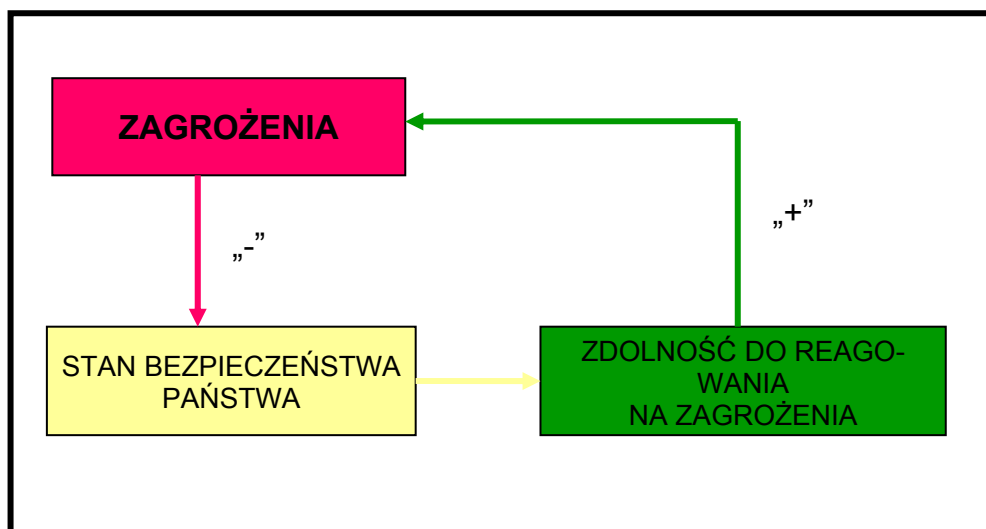 ZAGROŻENIA
„+”
„-”
STAN BEZPIECZEŃSTWA
PAŃSTWA
ZDOLNOŚĆ DO REAGO-
WANIA
NA ZAGROŻENIA